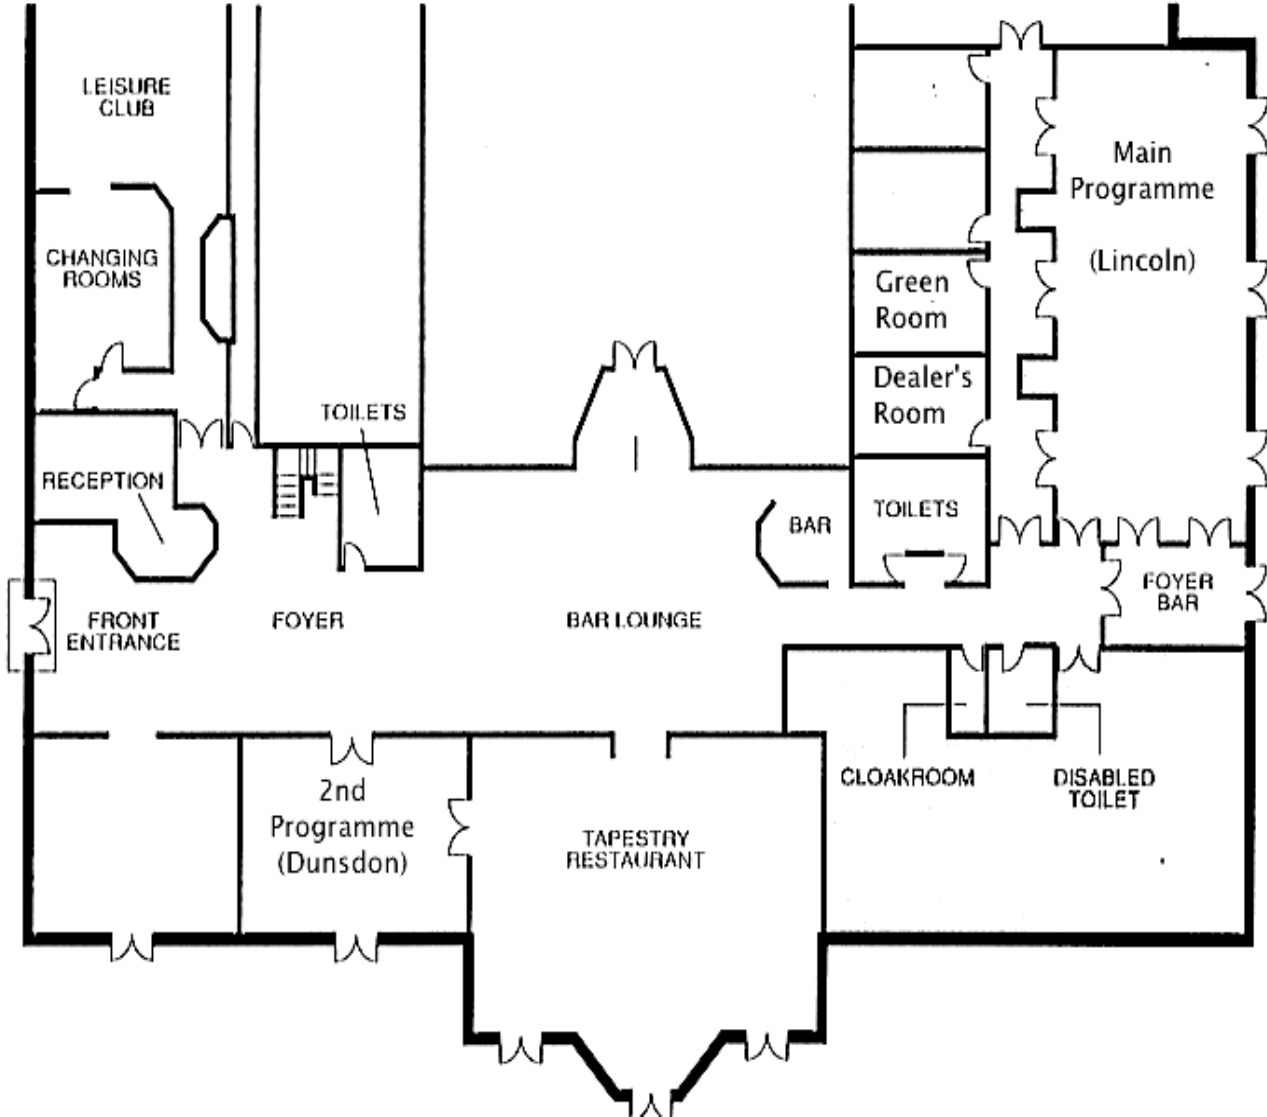 LEISURE
CLUB
Main
Programme
(Lincoln)
CHANGING
ROOMS
Green
Room
Dealer's
Room
TOILETS
RECEPTION
BAR
TOILETS
FRONT
ENTRANCE
FOYER
BAR LOUNGE
FOYER
BAR
2nd
Programme
(Dunsdon)
TAPESTRY
RESTAURANT
CLOAKROOM
DISABLED
TOILET